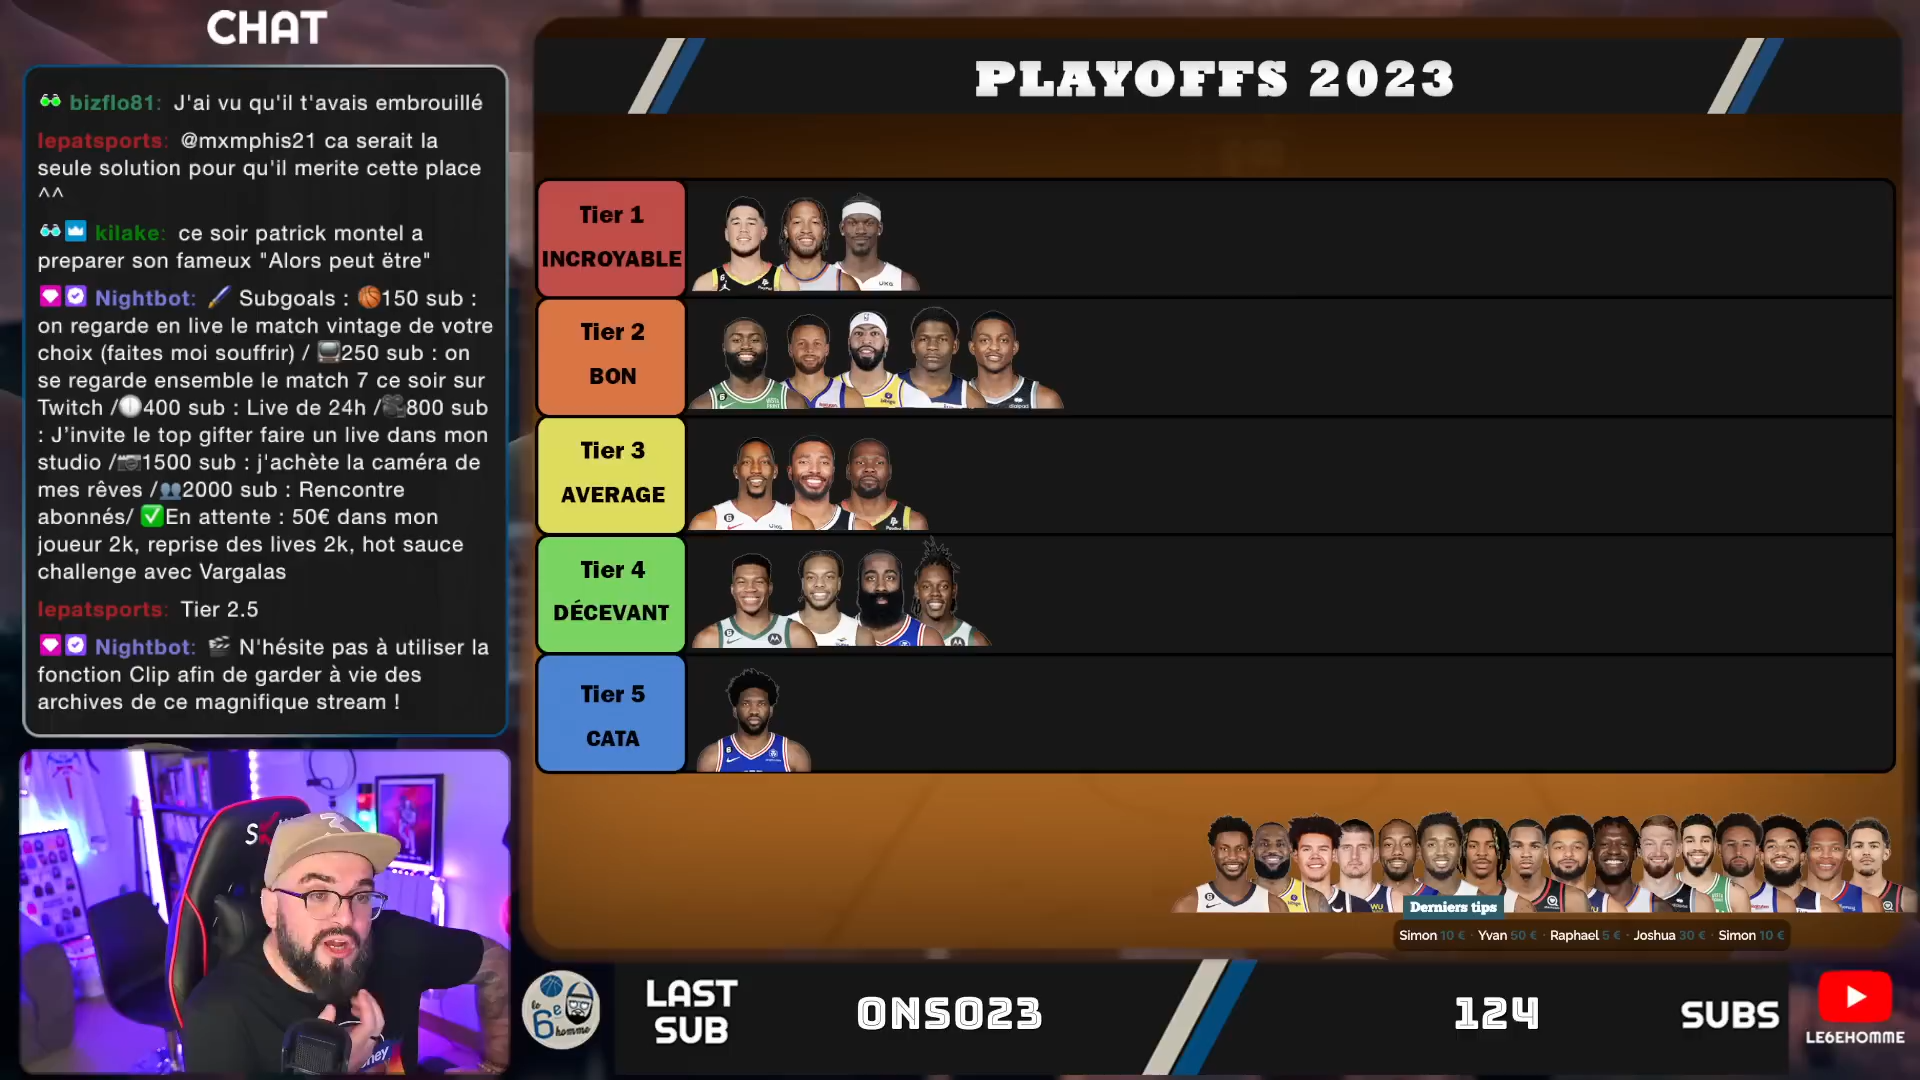 CHAT
bizflo81: J'ai vu qu'il t'avais embrouillé
lepatsports: @mxmphis21 ca serait la
seule solution pour qu'il merite cette place
^^
kilake: ce soir patrick montel a
preparer son fameux "Alors peut ëtre"
Nightbot: Subgoals : 150 sub :
on regarde en live le match vintage de votre
choix (faites moi souffrir) / 250 sub : on
se regarde ensemble le match 7 ce soir sur
Twitch / 400 sub : Live de 24h / 800 sub
: J'invite le top gifter faire un live dans mon
studio / 1500 sub : j'achète la caméra de
mes rêves / 2000 sub : Rencontre
abonnés/ En attente : 50€ dans mon
joueur 2k, reprise des lives 2k, hot sauce
challenge avec Vargalas
lepatsports: Tier 2.5
Nightbot: N'hésite pas à utiliser la
fonction Clip afin de garder à vie des
archives de ce magnifique stream !
PLAYOFFS 2023
Tier 1
INCROYABLE
Tier 2
BON
Tier 3
AVERAGE
Tier 4
DÉCEVANT
Tier 5
CATA
Derniers tips
Simon 10 € · Yvan 50 € · Raphael 5 € · Joshua 30 € · Simon 10 €
le 6e homme
LAST
SUB
ONSO23
124
SUBS
LE6EHOMME